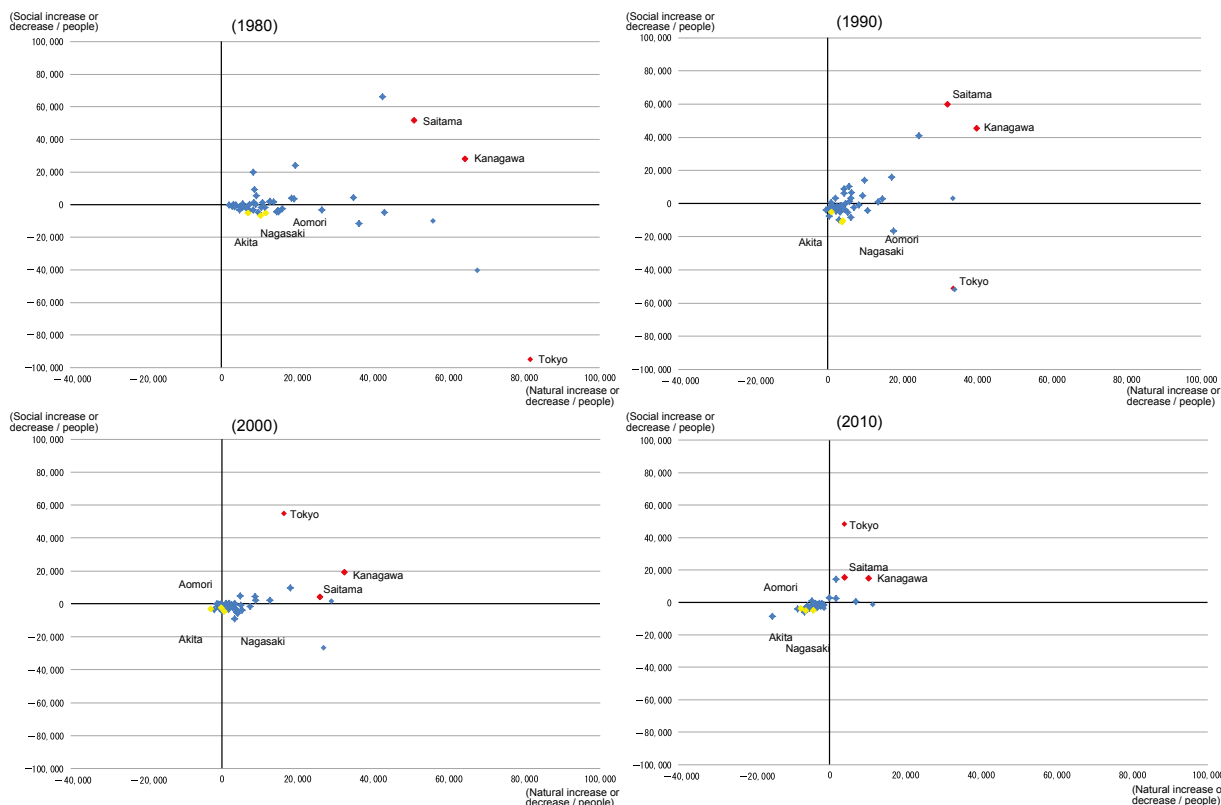 (Social increase or
decrease / people)
(1980)
100,000
80,000
60,000
40,000
20,000
0
−20,000
−40,000
−60,000
−80,000
−100,000
Saitama
Kanagawa
Aomori
Nagasaki
Akita
Tokyo
−40,000
−20,000
0
20,000
40,000
60,000
80,000
100,000
(Natural increase or
decrease / people)
(Social increase or
decrease / people)
(1990)
100,000
80,000
60,000
40,000
20,000
0
−20,000
−40,000
−60,000
−80,000
−100,000
Saitama
Kanagawa
Akita
Aomori
Nagasaki
Tokyo
−40,000
−20,000
0
20,000
40,000
60,000
80,000
100,000
(Natural increase or
decrease / people)
(Social increase or
decrease / people)
(2000)
100,000
80,000
60,000
40,000
20,000
0
−20,000
−40,000
−60,000
−80,000
−100,000
Tokyo
Kanagawa
Aomori
Saitama
Akita
Nagasaki
−40,000
−20,000
0
20,000
40,000
60,000
80,000
100,000
(Natural increase or
decrease / people)
(Social increase or
decrease / people)
(2010)
100,000
80,000
60,000
40,000
20,000
0
−20,000
−40,000
−60,000
−80,000
−100,000
Tokyo
Saitama
Kanagawa
Aomori
Akita
Nagasaki
−40,000
−20,000
0
20,000
40,000
60,000
80,000
100,000
(Natural increase or
decrease / people)